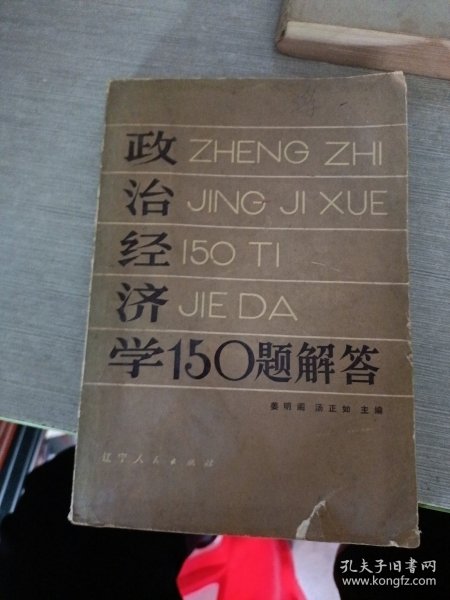 政 ZHENG ZHI
治 JING JI XUE
经 150 TI
济 JIE DA
学150题解答
姜明阁 汤正如 主编
辽宁人民出版社
孔夫子旧书网
www.kongfz.com